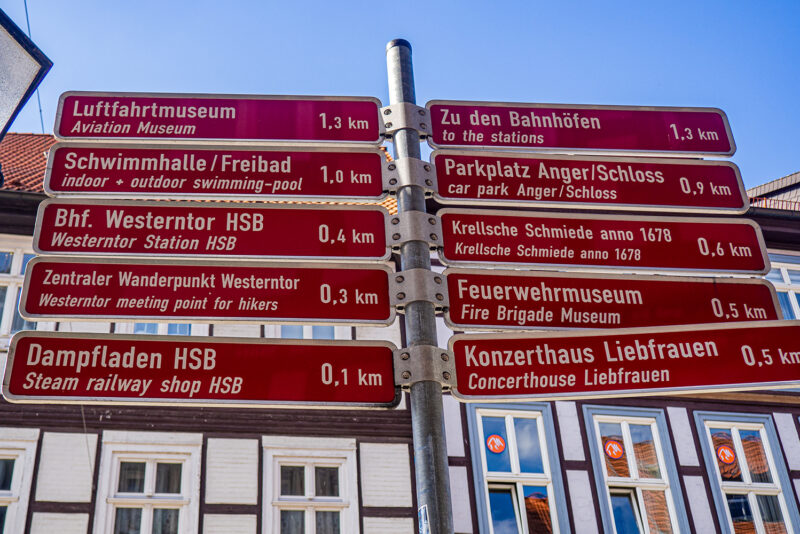 Luftfahrtmuseum 1,3 km
Aviation Museum
Schwimmhalle/Freibad 1,0 km
indoor + outdoor swimming-pool
Bhf. Westerntor HSB 0,4 km
Westerntor Station HSB
Zentraler Wanderpunkt Westerntor 0,3 km
Westerntor meeting point for hikers
Dampfladen HSB 0,1 km
Steam railway shop HSB
Zu den Bahnhöfen 1,3 km
to the stations
Parkplatz Anger/Schloss 0,9 km
car park Anger/Schloss
Krellsche Schmiede anno 1678 0,6 km
Krellsche Schmiede anno 1678
Feuerwehrmuseum 0,5 km
Fire Brigade Museum
Konzerthaus Liebfrauen 0,5 km
Concerthouse Liebfrauen